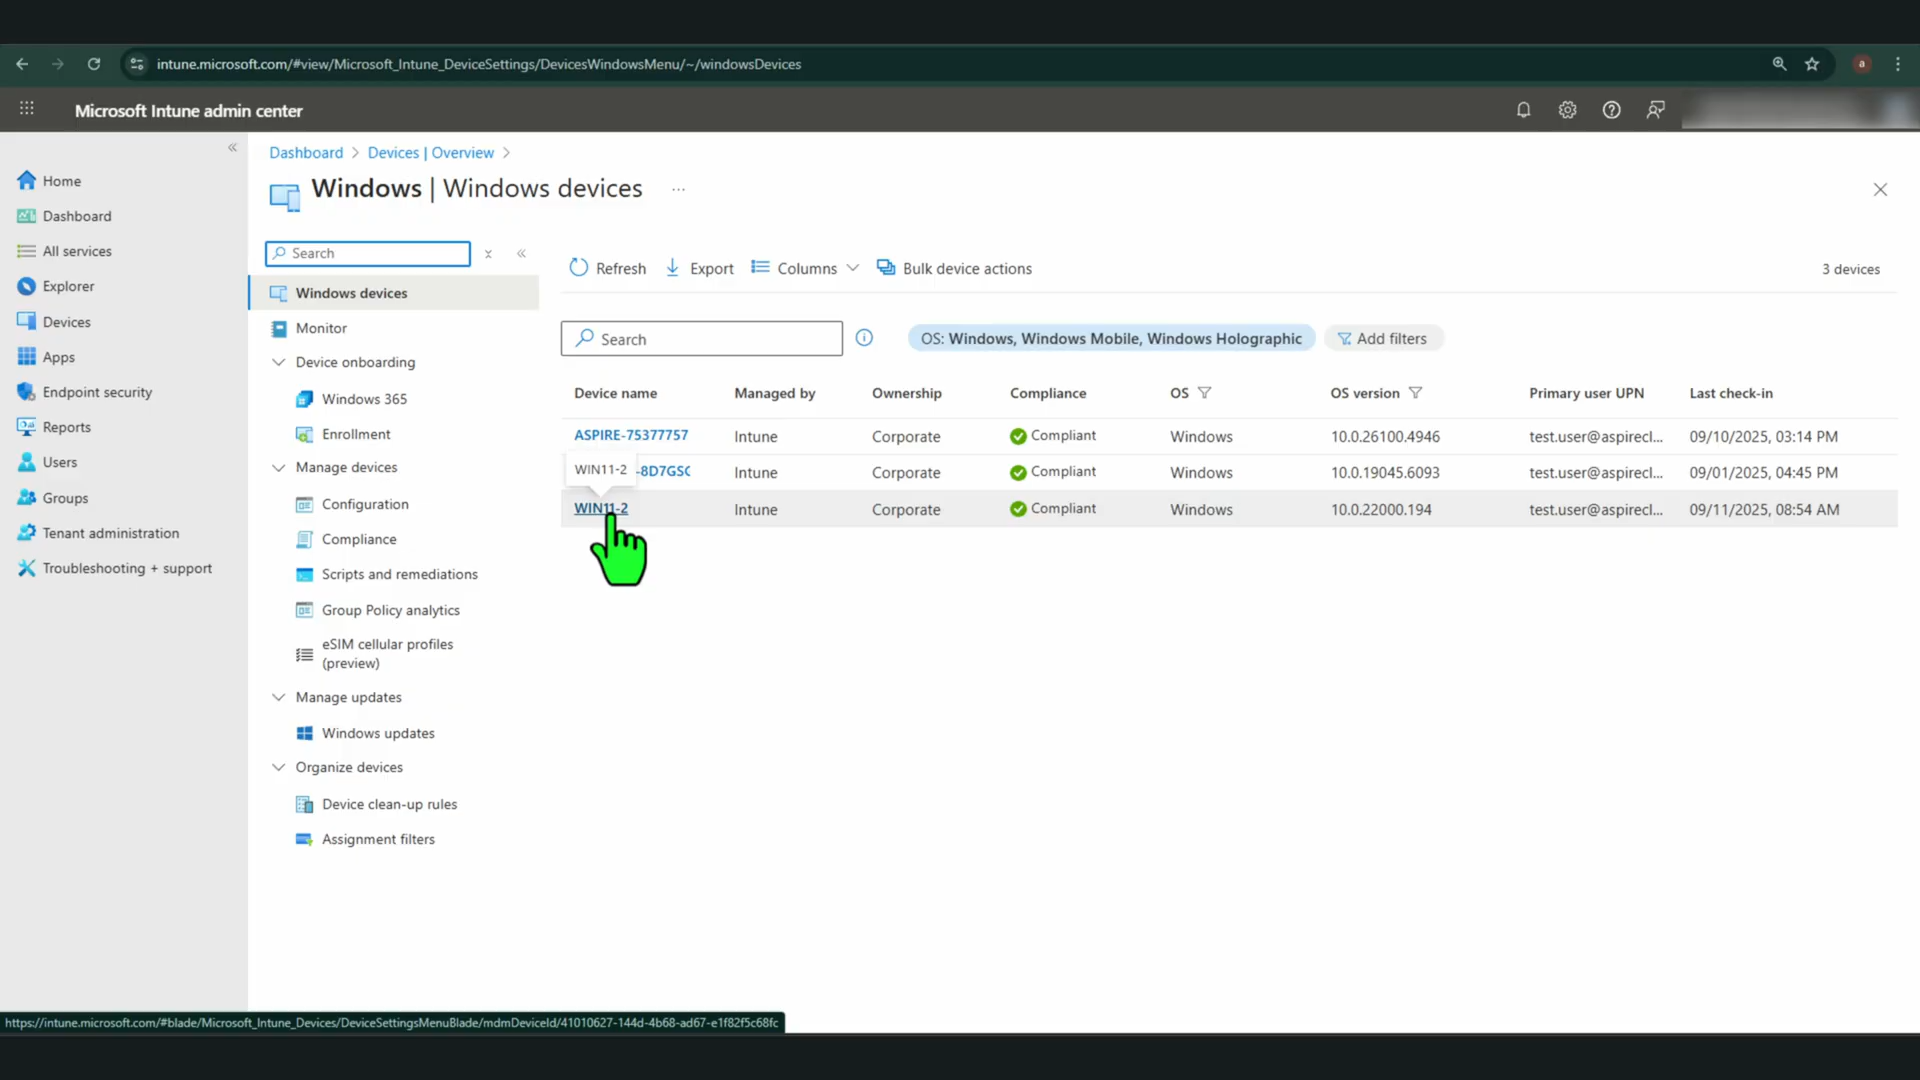 intune.microsoft.com/#view/Microsoft_Intune_DeviceSettings/DevicesWindowsMenu/~/windowsDevices
a
Microsoft Intune admin center
Home
Dashboard
All services
Explorer
Devices
Apps
Endpoint security
Reports
Users
Groups
Tenant administration
Troubleshooting + support
Dashboard > Devices | Overview >
Windows | Windows devices ...
Search
Windows devices
Monitor
Device onboarding
Windows 365
Enrollment
Manage devices
Configuration
Compliance
Scripts and remediations
Group Policy analytics
eSIM cellular profiles
(preview)
Manage updates
Windows updates
Organize devices
Device clean-up rules
Assignment filters
Refresh Export Columns Bulk device actions 3 devices
Search OS: Windows, Windows Mobile, Windows Holographic Add filters
Device name Managed by Ownership Compliance OS OS version Primary user UPN Last check-in
ASPIRE-75377757 Intune Corporate Compliant Windows 10.0.26100.4946 test.user@aspirecl... 09/10/2025, 03:14 PM
WIN11-2 -8D7GSC Intune Corporate Compliant Windows 10.0.19045.6093 test.user@aspirecl... 09/01/2025, 04:45 PM
WIN11-2 Intune Corporate Compliant Windows 10.0.22000.194 test.user@aspirecl... 09/11/2025, 08:54 AM
https://intune.microsoft.com/#blade/Microsoft_Intune_Devices/DeviceSettingsMenuBlade/mdmDeviceId/41010627-144d-4b68-ad67-e1f82f5c68fc